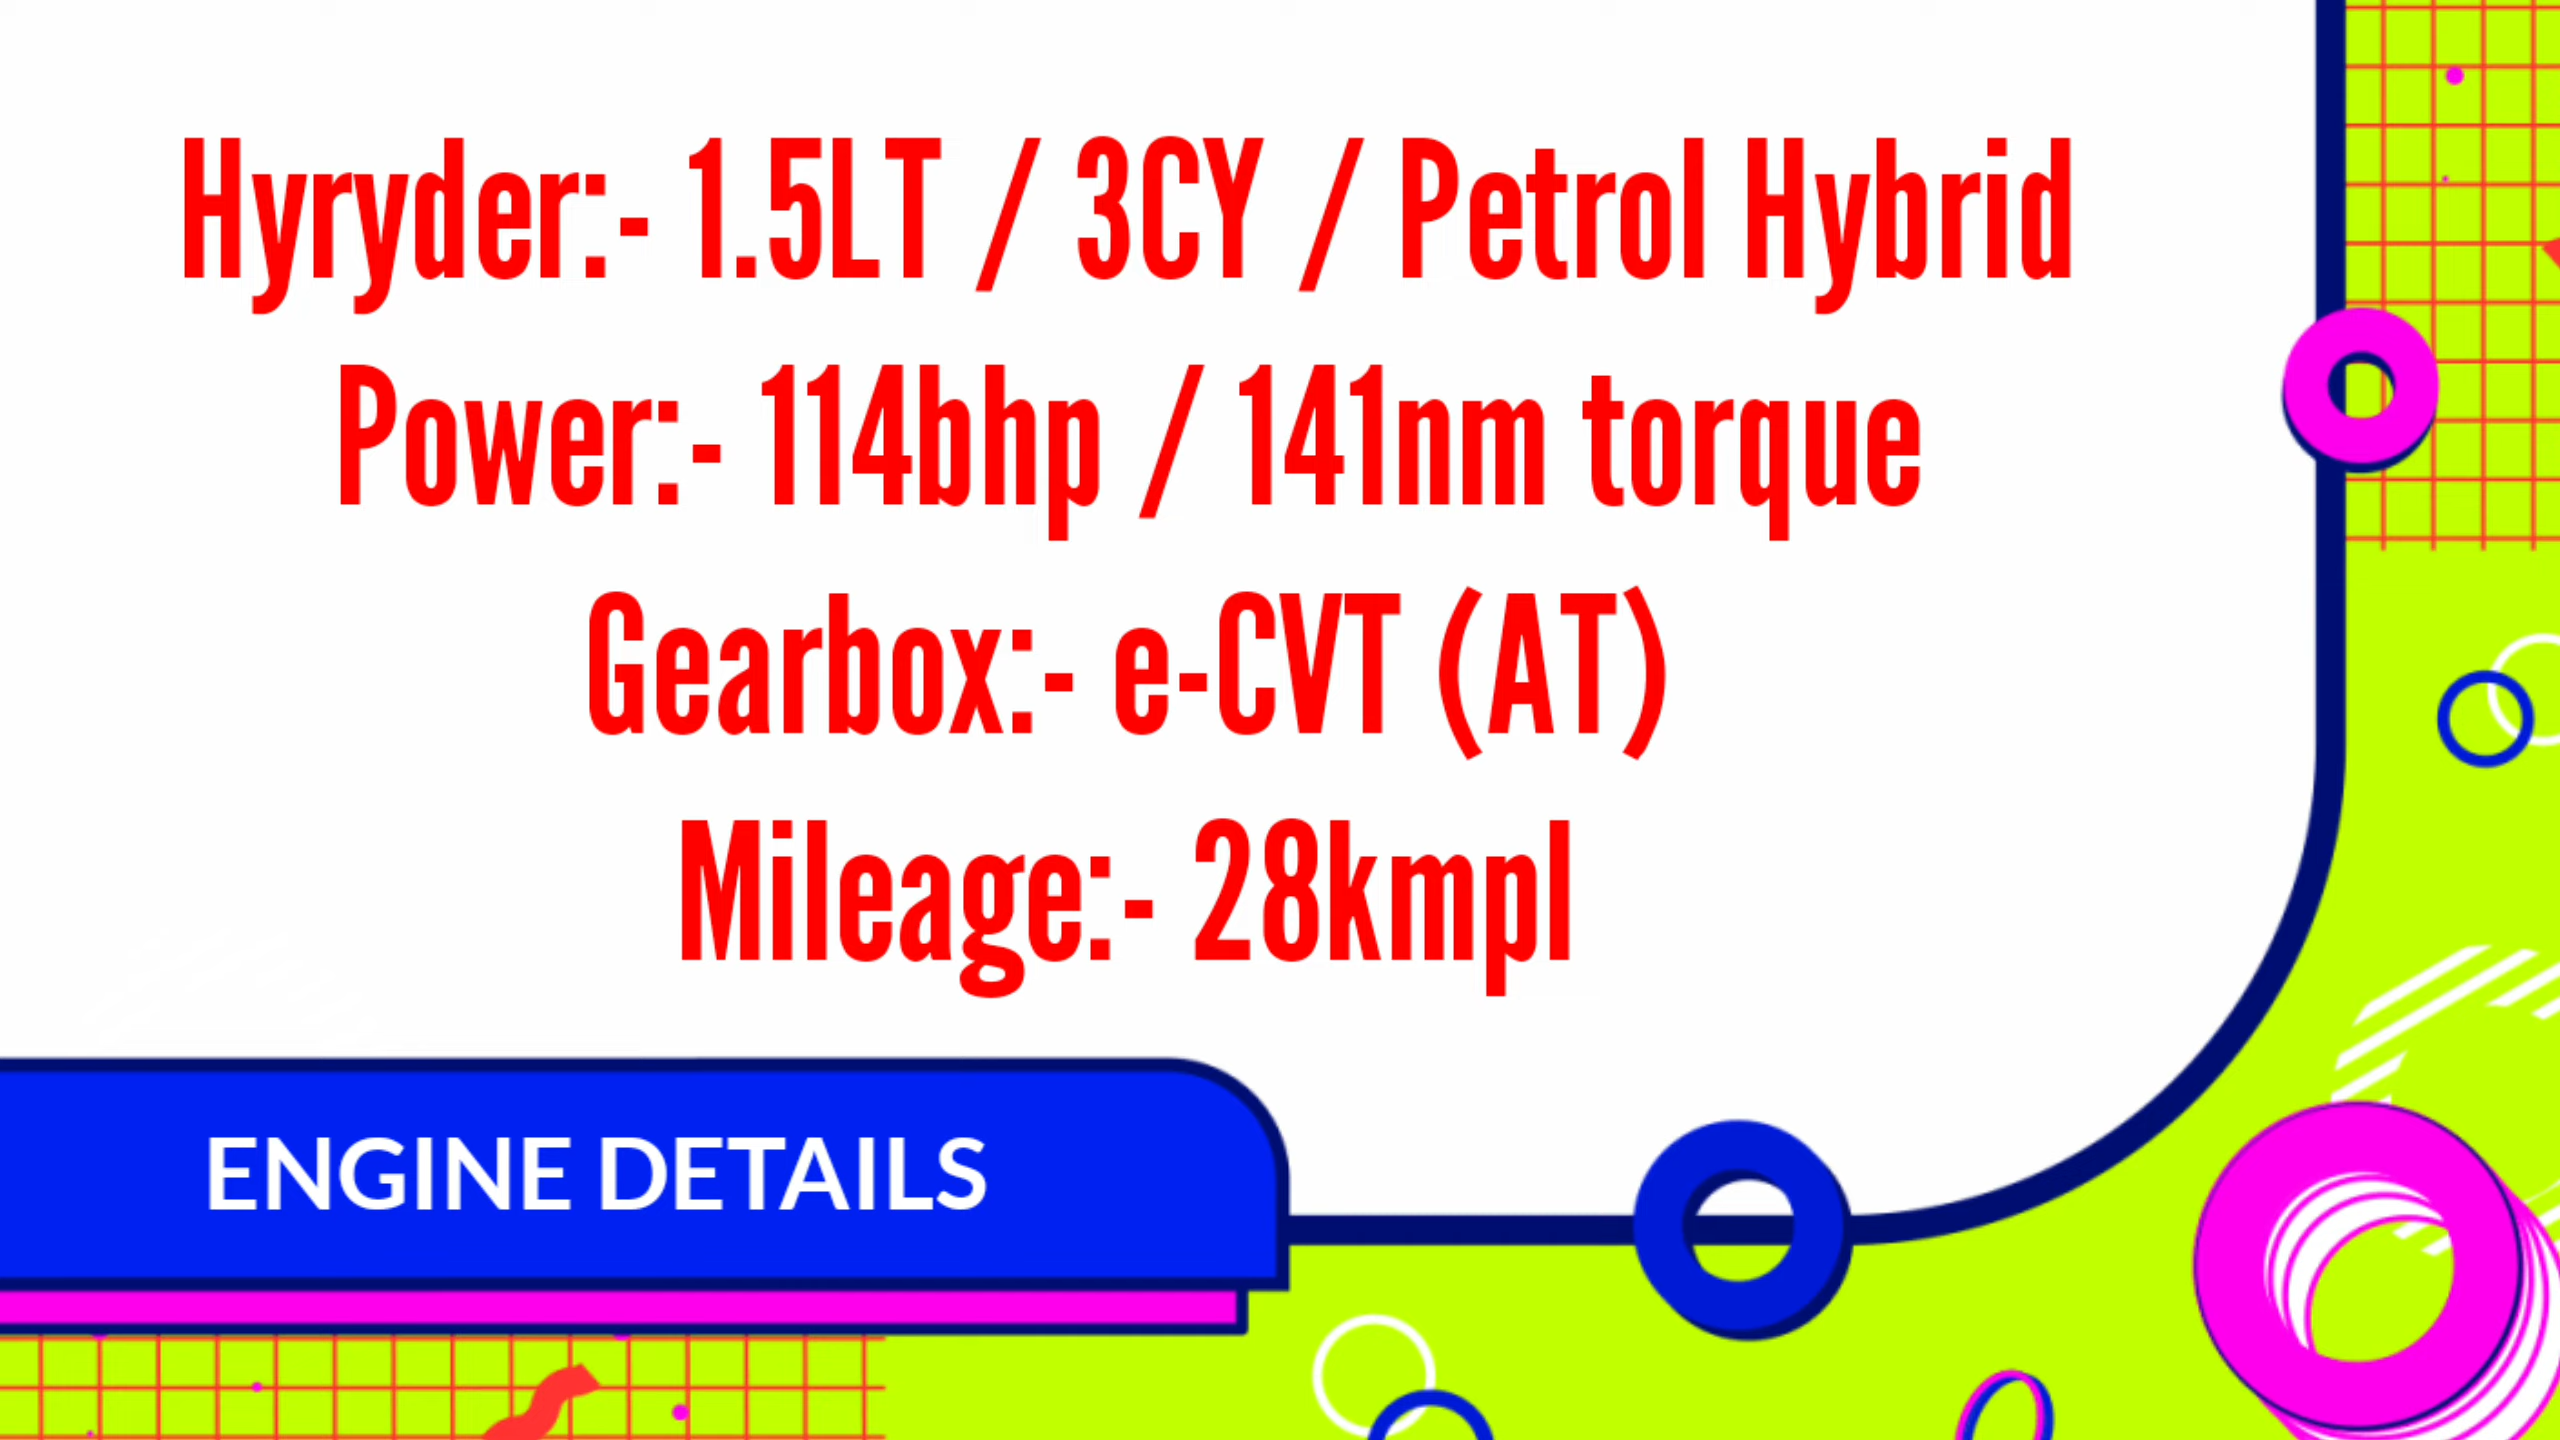 Hyryder:- 1.5LT / 3CY / Petrol Hybrid
Power:- 114bhp / 141nm torque
Gearbox:- e-CVT (AT)
Mileage:- 28kmpl
ENGINE DETAILS